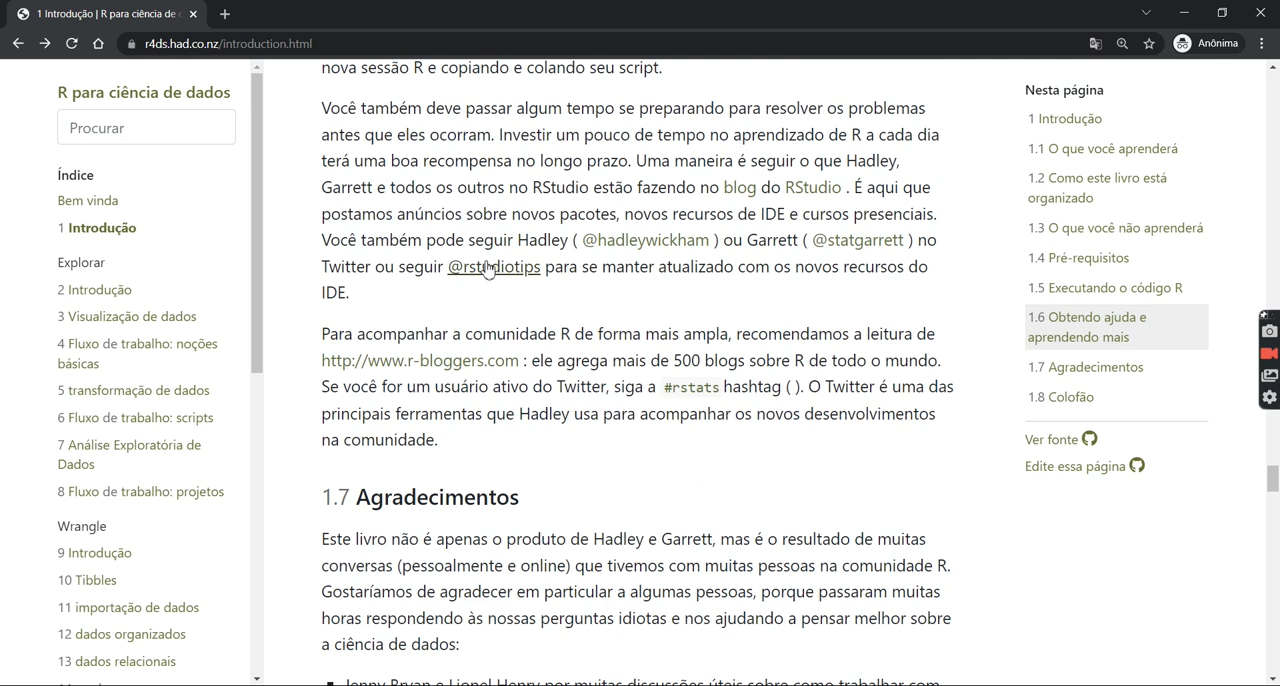 1 Introdução | R para ciência de
r4ds.had.co.nz/introduction.html
Anônima
R para ciência de dados
Procurar
Índice
Bem vinda
1 Introdução
Explorar
2 Introdução
3 Visualização de dados
4 Fluxo de trabalho: noções
básicas
5 transformação de dados
6 Fluxo de trabalho: scripts
7 Análise Exploratória de
Dados
8 Fluxo de trabalho: projetos
Wrangle
9 Introdução
10 Tibbles
11 importação de dados
12 dados organizados
13 dados relacionais
nova sessão R e copiando e colando seu script.
Você também deve passar algum tempo se preparando para resolver os problemas
antes que eles ocorram. Investir um pouco de tempo no aprendizado de R a cada dia
terá uma boa recompensa no longo prazo. Uma maneira é seguir o que Hadley,
Garrett e todos os outros no RStudio estão fazendo no blog do RStudio . É aqui que
postamos anúncios sobre novos pacotes, novos recursos de IDE e cursos presenciais.
Você também pode seguir Hadley ( @hadleywickham ) ou Garrett ( @statgarrett ) no
Twitter ou seguir @rstudiotips para se manter atualizado com os novos recursos do
IDE.
Para acompanhar a comunidade R de forma mais ampla, recomendamos a leitura de
http://www.r-bloggers.com : ele agrega mais de 500 blogs sobre R de todo o mundo.
Se você for um usuário ativo do Twitter, siga a #rstats hashtag ( ). O Twitter é uma das
principais ferramentas que Hadley usa para acompanhar os novos desenvolvimentos
na comunidade.
1.7 Agradecimentos
Este livro não é apenas o produto de Hadley e Garrett, mas é o resultado de muitas
conversas (pessoalmente e online) que tivemos com muitas pessoas na comunidade R.
Gostaríamos de agradecer em particular a algumas pessoas, porque passaram muitas
horas respondendo às nossas perguntas idiotas e nos ajudando a pensar melhor sobre
a ciência de dados:
Jenny Bryan e Lionel Henry por muitas discussões úteis sobre como trabalhar com
Nesta página
1 Introdução
1.1 O que você aprenderá
1.2 Como este livro está
organizado
1.3 O que você não aprenderá
1.4 Pré-requisitos
1.5 Executando o código R
1.6 Obtendo ajuda e
aprendendo mais
1.7 Agradecimentos
1.8 Colofão
Ver fonte
Edite essa página